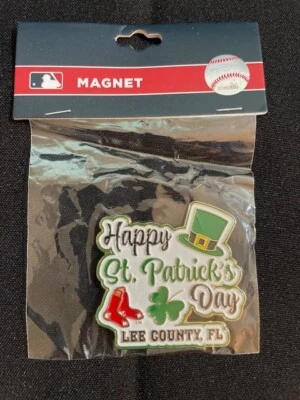 MAGNET
Happy
St. Patrick's
Day
LEE COUNTY, FL